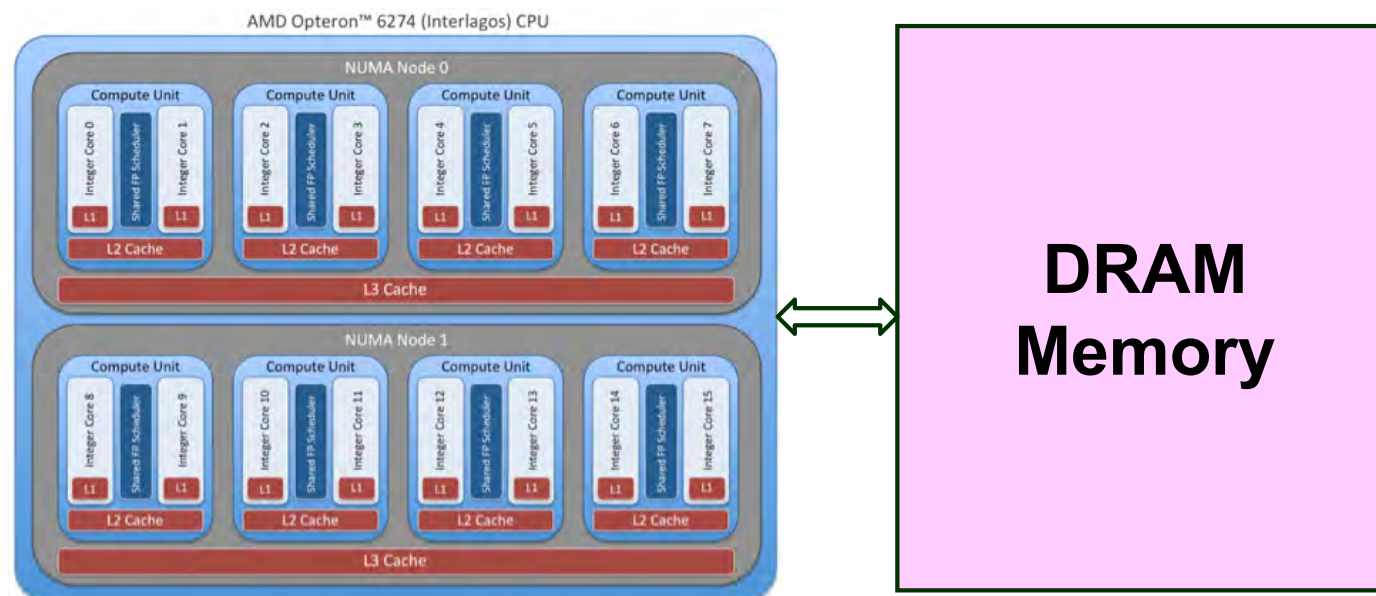 AMD Opteron™ 6274 (Interlagos) CPU
NUMA Node 0
Compute Unit
Integer Core 0
Shared FP Scheduler
Integer Core 1
L1
L1
L2 Cache
Compute Unit
Integer Core 2
Shared FP Scheduler
Integer Core 3
L1
L1
L2 Cache
Compute Unit
Integer Core 4
Shared FP Scheduler
Integer Core 5
L1
L1
L2 Cache
Compute Unit
Integer Core 6
Shared FP Scheduler
Integer Core 7
L1
L1
L2 Cache
L3 Cache
NUMA Node 1
Compute Unit
Integer Core 8
Shared FP Scheduler
Integer Core 9
L1
L1
L2 Cache
Compute Unit
Integer Core 10
Shared FP Scheduler
Integer Core 11
L1
L1
L2 Cache
Compute Unit
Integer Core 12
Shared FP Scheduler
Integer Core 13
L1
L1
L2 Cache
Compute Unit
Integer Core 14
Shared FP Scheduler
Integer Core 15
L1
L1
L2 Cache
L3 Cache
DRAM
Memory